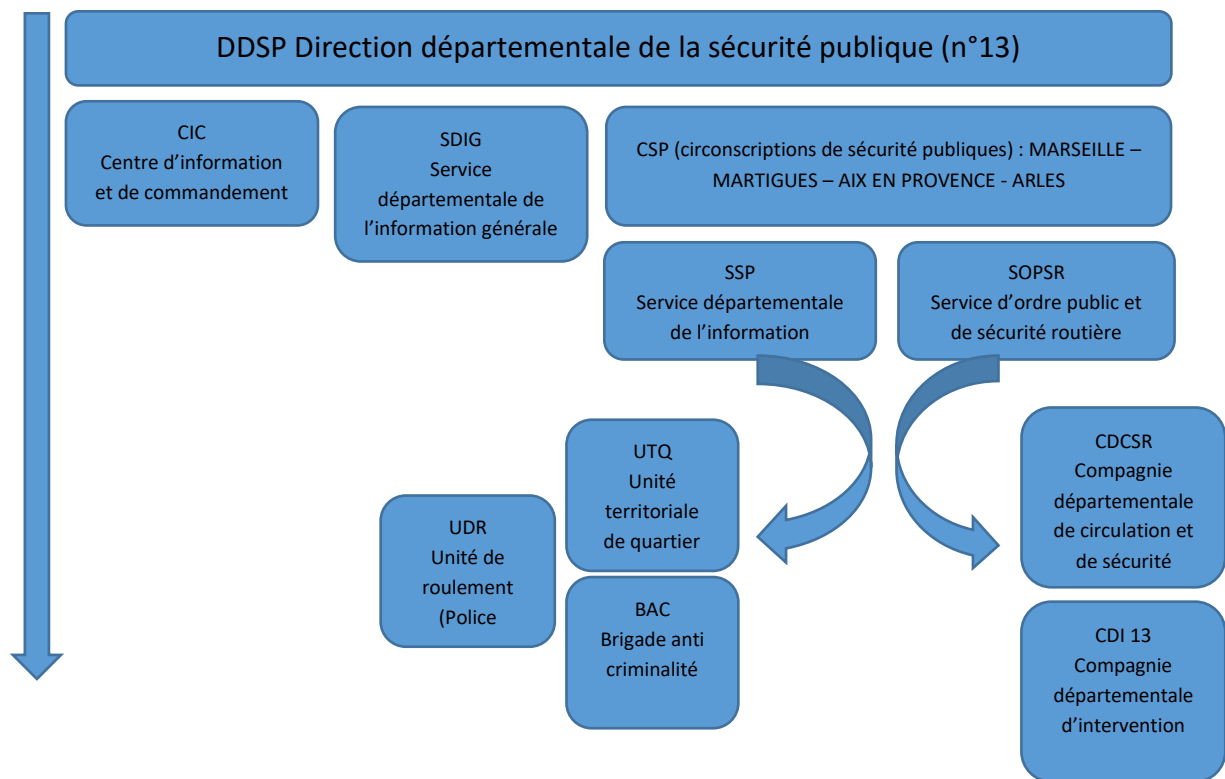 DDSP Direction départementale de la sécurité publique (n°13)
CIC
Centre d'information
et de commandement
SDIG
Service
départementale de
l'information générale
CSP (circonscriptions de sécurité publiques) : MARSEILLE –
MARTIGUES – AIX EN PROVENCE - ARLES
SSP
Service départementale
de l'information
SOPSR
Service d'ordre public et
de sécurité routière
UDR
Unité de
roulement
(Police
UTQ
Unité
territoriale
de quartier
BAC
Brigade anti
criminalité
CDCSR
Compagnie
départementale
de circulation et
de sécurité
CDI 13
Compagnie
départementale
d'intervention